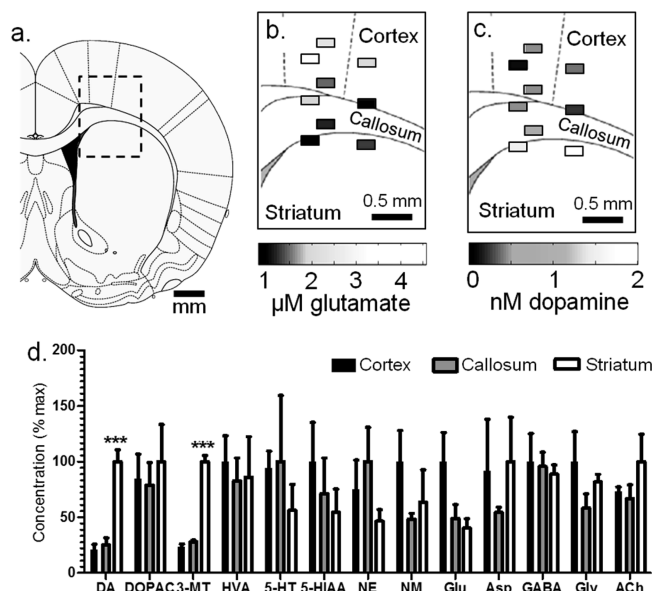 a.
mm
b.
Cortex
Callosum
Striatum
0.5 mm
1 2 3 4
µM glutamate
c.
Cortex
Callosum
Striatum
0.5 mm
0 1 2
nM dopamine
d.
Cortex Callosum Striatum
Concentration (% max)
200
150
100
50
0
*** ***
DA DOPAC 3-MT HVA 5-HT 5-HIAA NE NM Glu Asp GABA Gly ACh